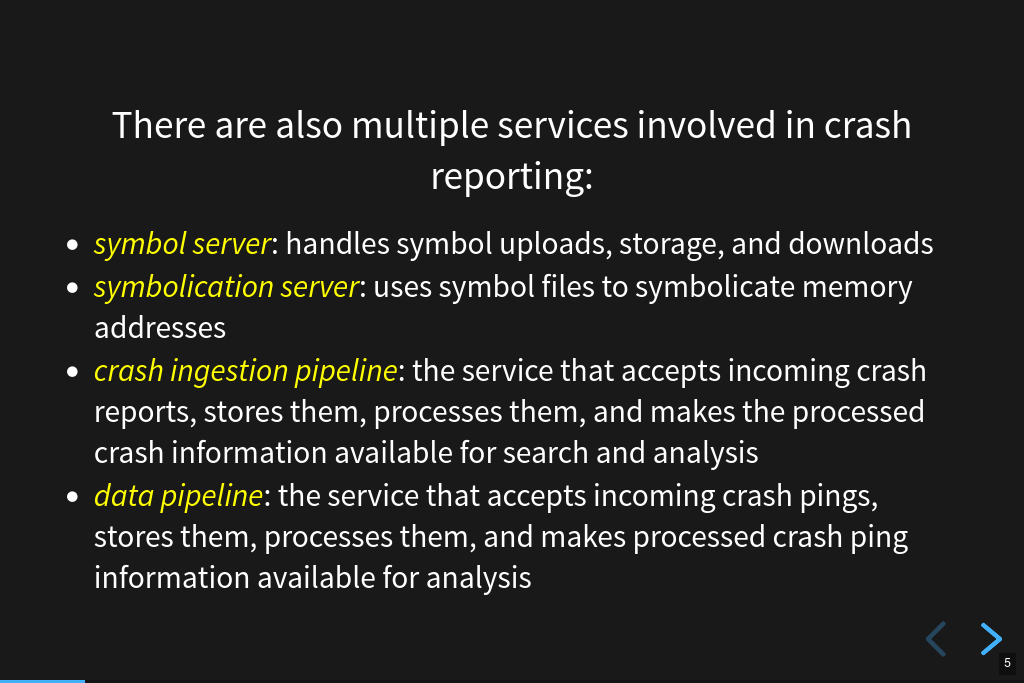 There are also multiple services involved in crash
reporting:
• symbol server: handles symbol uploads, storage, and downloads
• symbolication server: uses symbol files to symbolicate memory
addresses
• crash ingestion pipeline: the service that accepts incoming crash
reports, stores them, processes them, and makes the processed
crash information available for search and analysis
• data pipeline: the service that accepts incoming crash pings,
stores them, processes them, and makes processed crash ping
information available for analysis
5